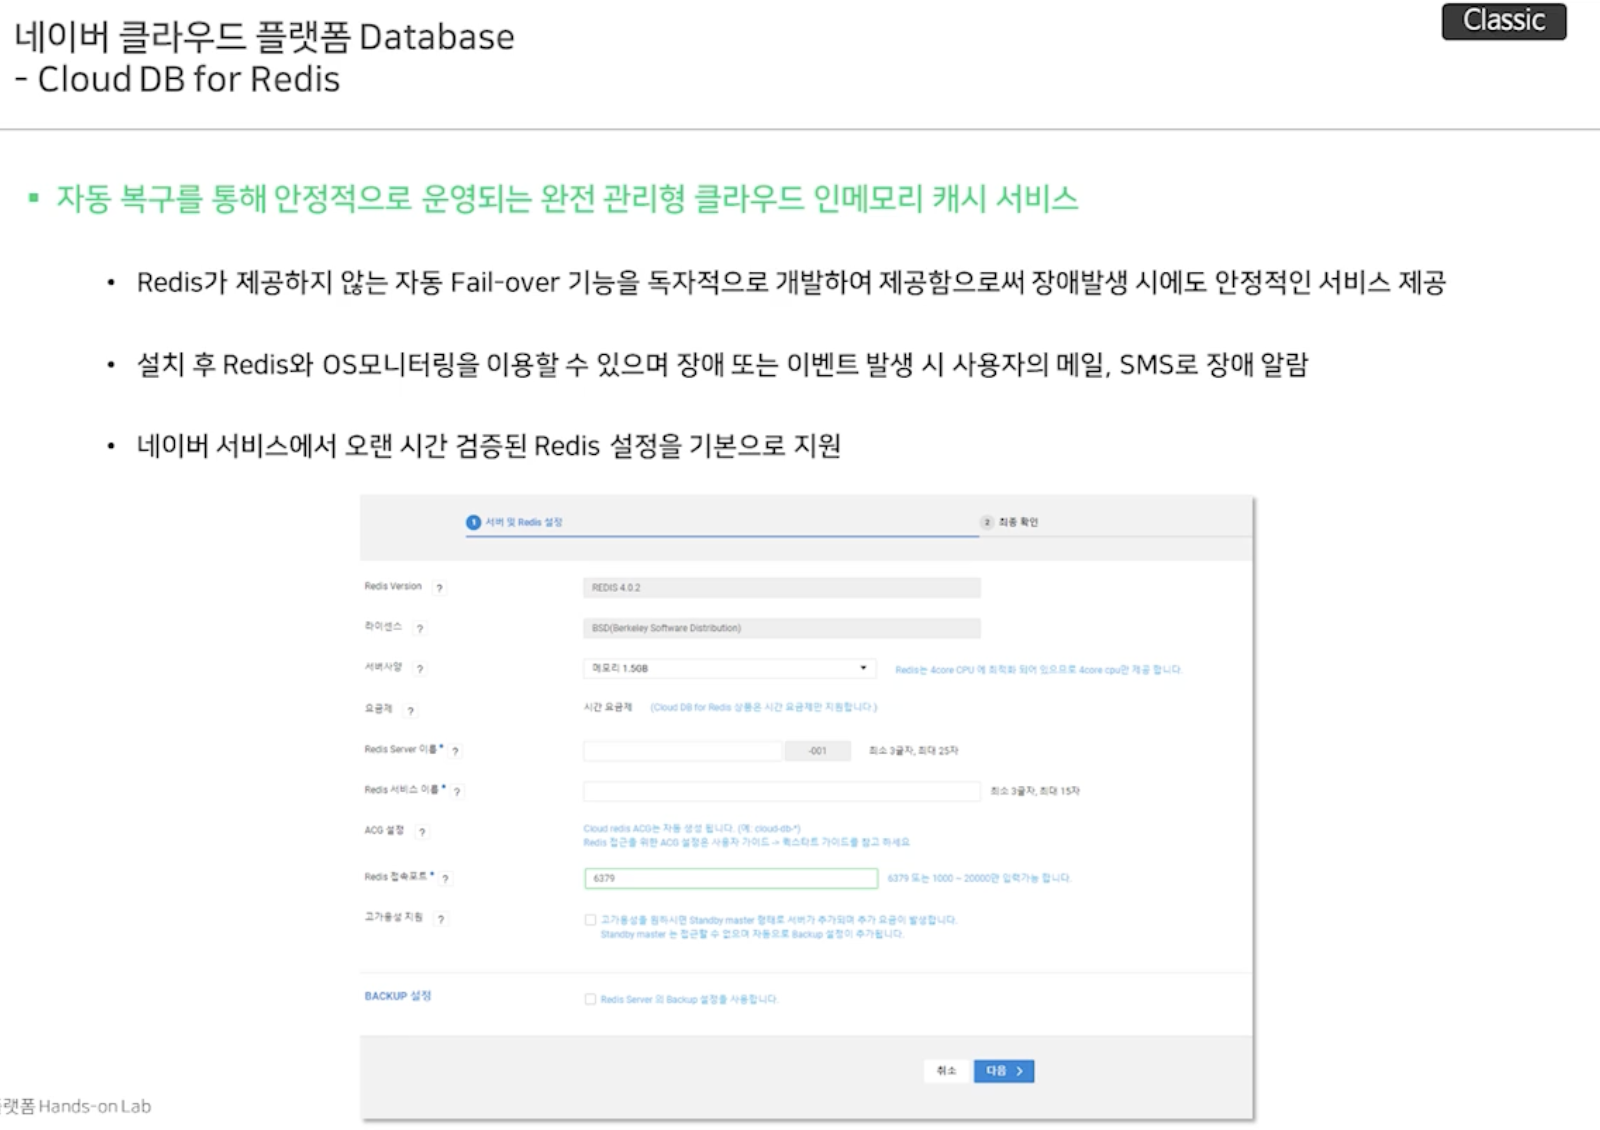 Classic
네이버 클라우드 플랫폼 Database
- Cloud DB for Redis
▪ 자동 복구를 통해 안정적으로 운영되는 완전 관리형 클라우드 인메모리 캐시 서비스
• Redis가 제공하지 않는 자동 Fail-over 기능을 독자적으로 개발하여 제공함으로써 장애발생 시에도 안정적인 서비스 제공
• 설치 후 Redis와 OS모니터링을 이용할 수 있으며 장애 또는 이벤트 발생 시 사용자의 메일, SMS로 장애 알람
• 네이버 서비스에서 오랜 시간 검증된 Redis 설정을 기본으로 지원
1 서버 및 Redis 설정 2 최종 확인
Redis Version ? REDIS 4.0.2
라이센스 ? BSD(Berkeley Software Distribution)
서버사양 ? 메모리 1.5GB Redis는 4core CPU 에 최적화 되어 있으므로 4core cpu만 제공 합니다.
요금제 ? 시간 요금제 (Cloud DB for Redis 상품은 시간 요금제만 지원합니다.)
Redis Server 이름* ? -001 최소 3글자, 최대 25자
Redis 서비스 이름* ? 최소 3글자, 최대 15자
ACG 설정 ? Cloud redis ACG는 자동 생성 됩니다. (예: cloud-db-*)
Redis 접근을 위한 ACG 설정은 사용자 가이드 -> 퀵스타트 가이드를 참고 하세요
Redis 접속포트* ? 6379 6379 또는 1000 ~ 20000만 입력가능 합니다.
고가용성 지원 ? 고가용성을 원하시면 Standby master 형태로 서버가 추가되며 추가 요금이 발생합니다.
Standby master 는 접근할 수 없으며 자동으로 Backup 설정이 추가됩니다.
BACKUP 설정 Redis Server 의 Backup 설정을 사용합니다.
취소 다음 >
랫폼 Hands-on Lab